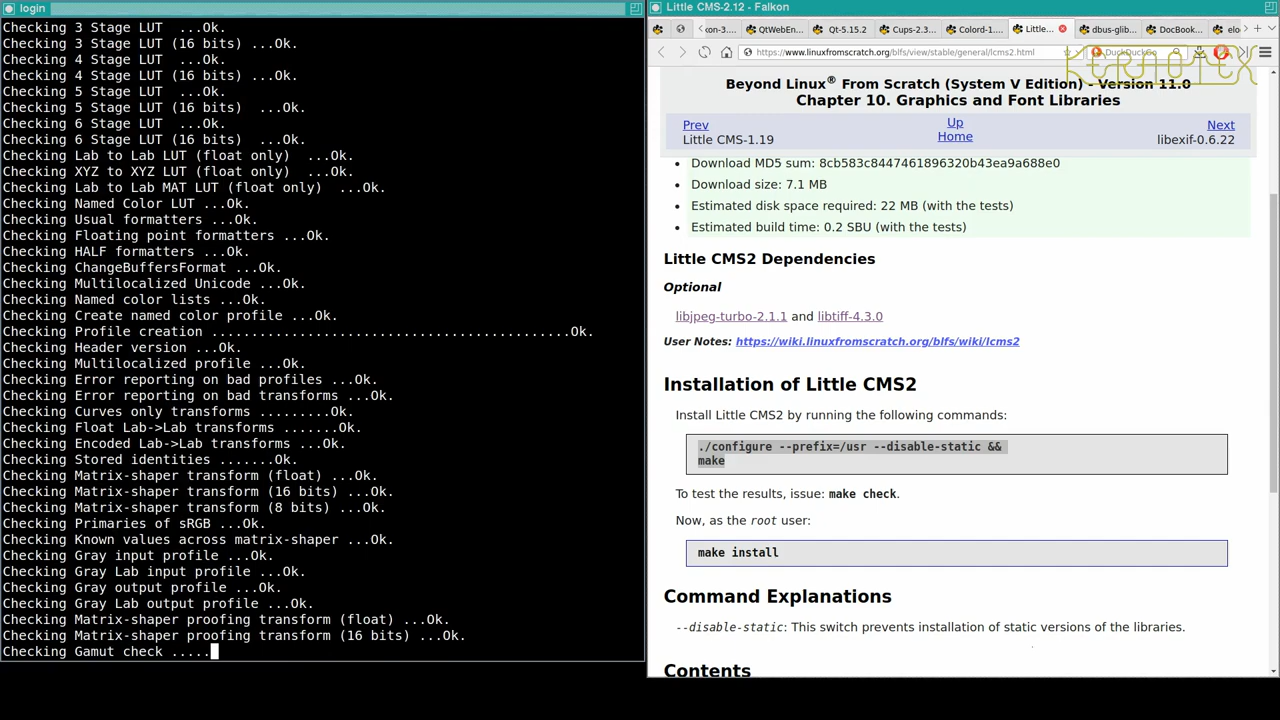 login
Checking 3 Stage LUT  ...Ok.
Checking 3 Stage LUT (16 bits) ...Ok.
Checking 4 Stage LUT  ...Ok.
Checking 4 Stage LUT (16 bits) ...Ok.
Checking 5 Stage LUT  ...Ok.
Checking 5 Stage LUT (16 bits) ...Ok.
Checking 6 Stage LUT  ...Ok.
Checking 6 Stage LUT (16 bits) ...Ok.
Checking Lab to Lab LUT (float only)  ...Ok.
Checking XYZ to XYZ LUT (float only)  ...Ok.
Checking Lab to Lab MAT LUT (float only)  ...Ok.
Checking Named Color LUT ...Ok.
Checking Usual formatters ...Ok.
Checking Floating point formatters ...Ok.
Checking HALF formatters ...Ok.
Checking ChangeBuffersFormat ...Ok.
Checking Multilocalized Unicode ...Ok.
Checking Named color lists ...Ok.
Checking Create named color profile ...Ok.
Checking Profile creation .............................................Ok.
Checking Header version ...Ok.
Checking Multilocalized profile ...Ok.
Checking Error reporting on bad profiles ...Ok.
Checking Error reporting on bad transforms ...Ok.
Checking Curves only transforms .........Ok.
Checking Float Lab->Lab transforms .......Ok.
Checking Encoded Lab->Lab transforms ...Ok.
Checking Stored identities .......Ok.
Checking Matrix-shaper transform (float) ...Ok.
Checking Matrix-shaper transform (16 bits) ...Ok.
Checking Matrix-shaper transform (8 bits) ...Ok.
Checking Primaries of sRGB ...Ok.
Checking Known values across matrix-shaper ...Ok.
Checking Gray input profile ...Ok.
Checking Gray Lab input profile ...Ok.
Checking Gray output profile ...Ok.
Checking Gray Lab output profile ...Ok.
Checking Matrix-shaper proofing transform (float) ...Ok.
Checking Matrix-shaper proofing transform (16 bits) ...Ok.
Checking Gamut check .....
Little CMS-2.12 - Falkon
kon-3.... QtWebEn... Qt-5.15.2 Cups-2.3... Colord-1... Little... dbus-glib... DocBook...
https://www.linuxfromscratch.org/blfs/view/stable/general/lcms2.html DuckDuckGo
KERNOTEX
Beyond Linux® From Scratch (System V Edition) - Version 11.0
Chapter 10. Graphics and Font Libraries
Prev Up Next
Little CMS-1.19 Home libexif-0.6.22
• Download MD5 sum: 8cb583c8447461896320b43ea9a688e0
• Download size: 7.1 MB
• Estimated disk space required: 22 MB (with the tests)
• Estimated build time: 0.2 SBU (with the tests)
Little CMS2 Dependencies
Optional
libjpeg-turbo-2.1.1 and libtiff-4.3.0
User Notes: https://wiki.linuxfromscratch.org/blfs/wiki/lcms2
Installation of Little CMS2
Install Little CMS2 by running the following commands:
./configure --prefix=/usr --disable-static &&
make
To test the results, issue: make check.
Now, as the root user:
make install
Command Explanations
--disable-static: This switch prevents installation of static versions of the libraries.
Contents